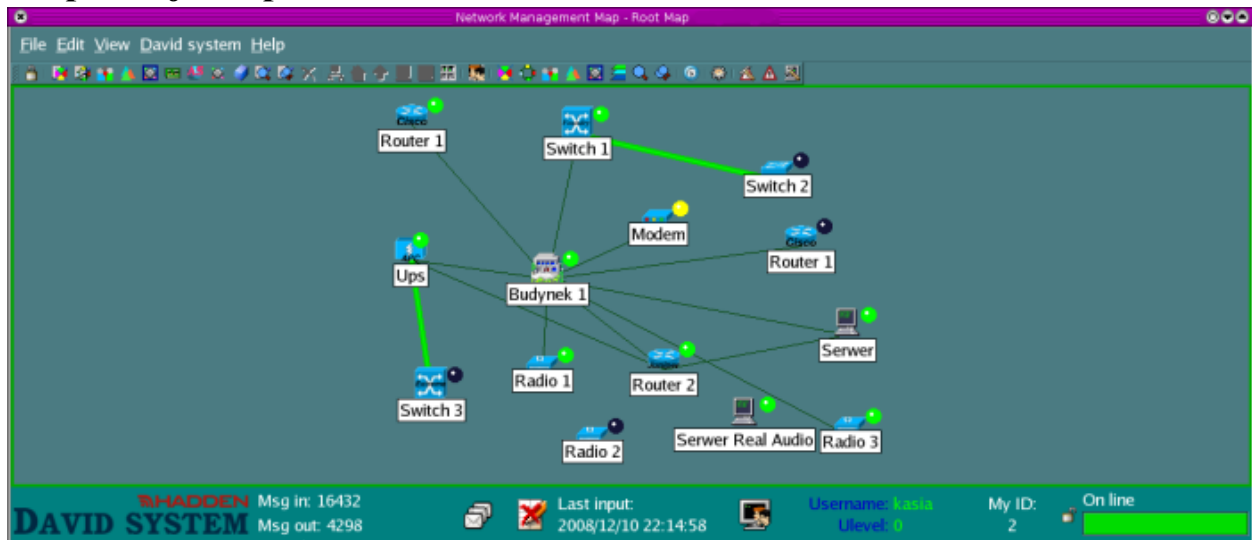 Network Management Map - Root Map
File Edit View David system Help
Cisco
Router 1
Switch 1
Switch 2
Modem
Cisco
Router 1
Ups
Budynek 1
Serwer
Radio 1
Router 2
Switch 3
Serwer Real Audio
Radio 3
Radio 2
HADDEN
DAVID SYSTEM
Msg in: 16432
Msg out: 4298
Last input:
2008/12/10 22:14:58
Username: kasia
Ulevel: 0
My ID:
2
On line